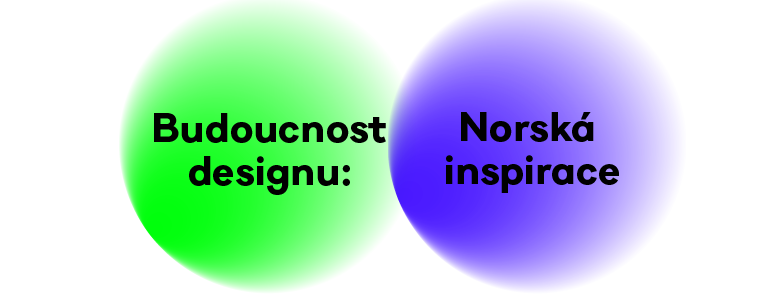 Budoucnost
designu:
Norská
inspirace